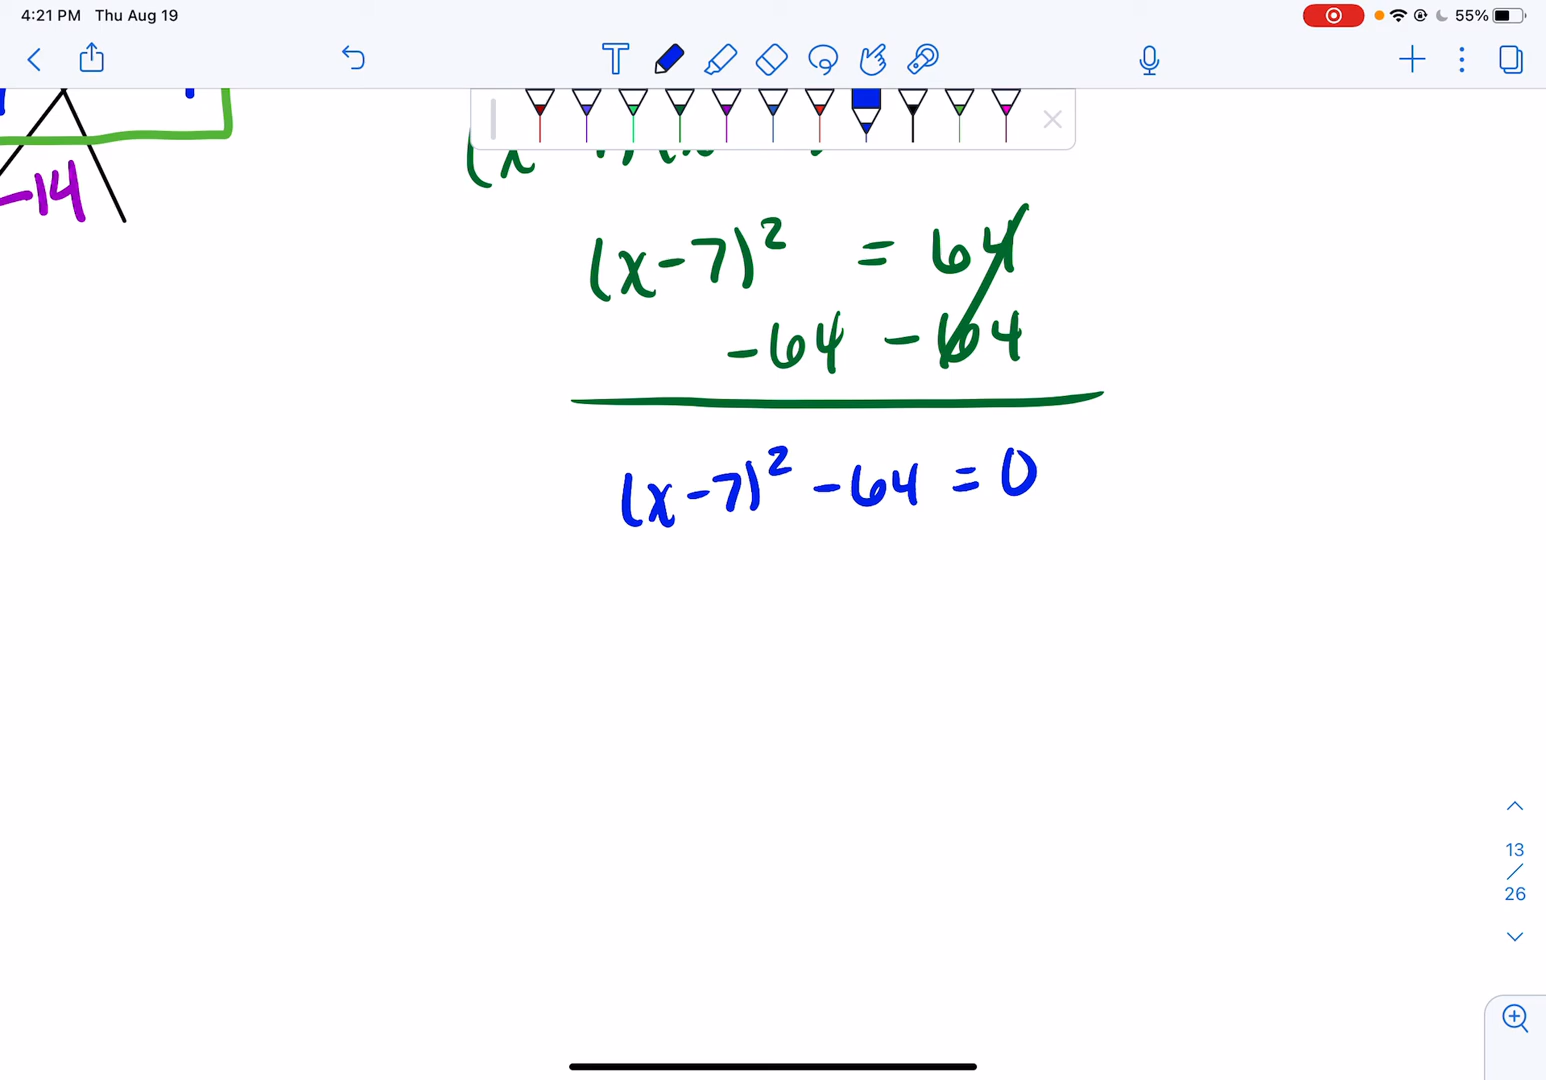 4:21 PM Thu Aug 19
55%
-14
(x-7)² = 64
-64 -64
(x-7)² -64 = 0
13
/
26